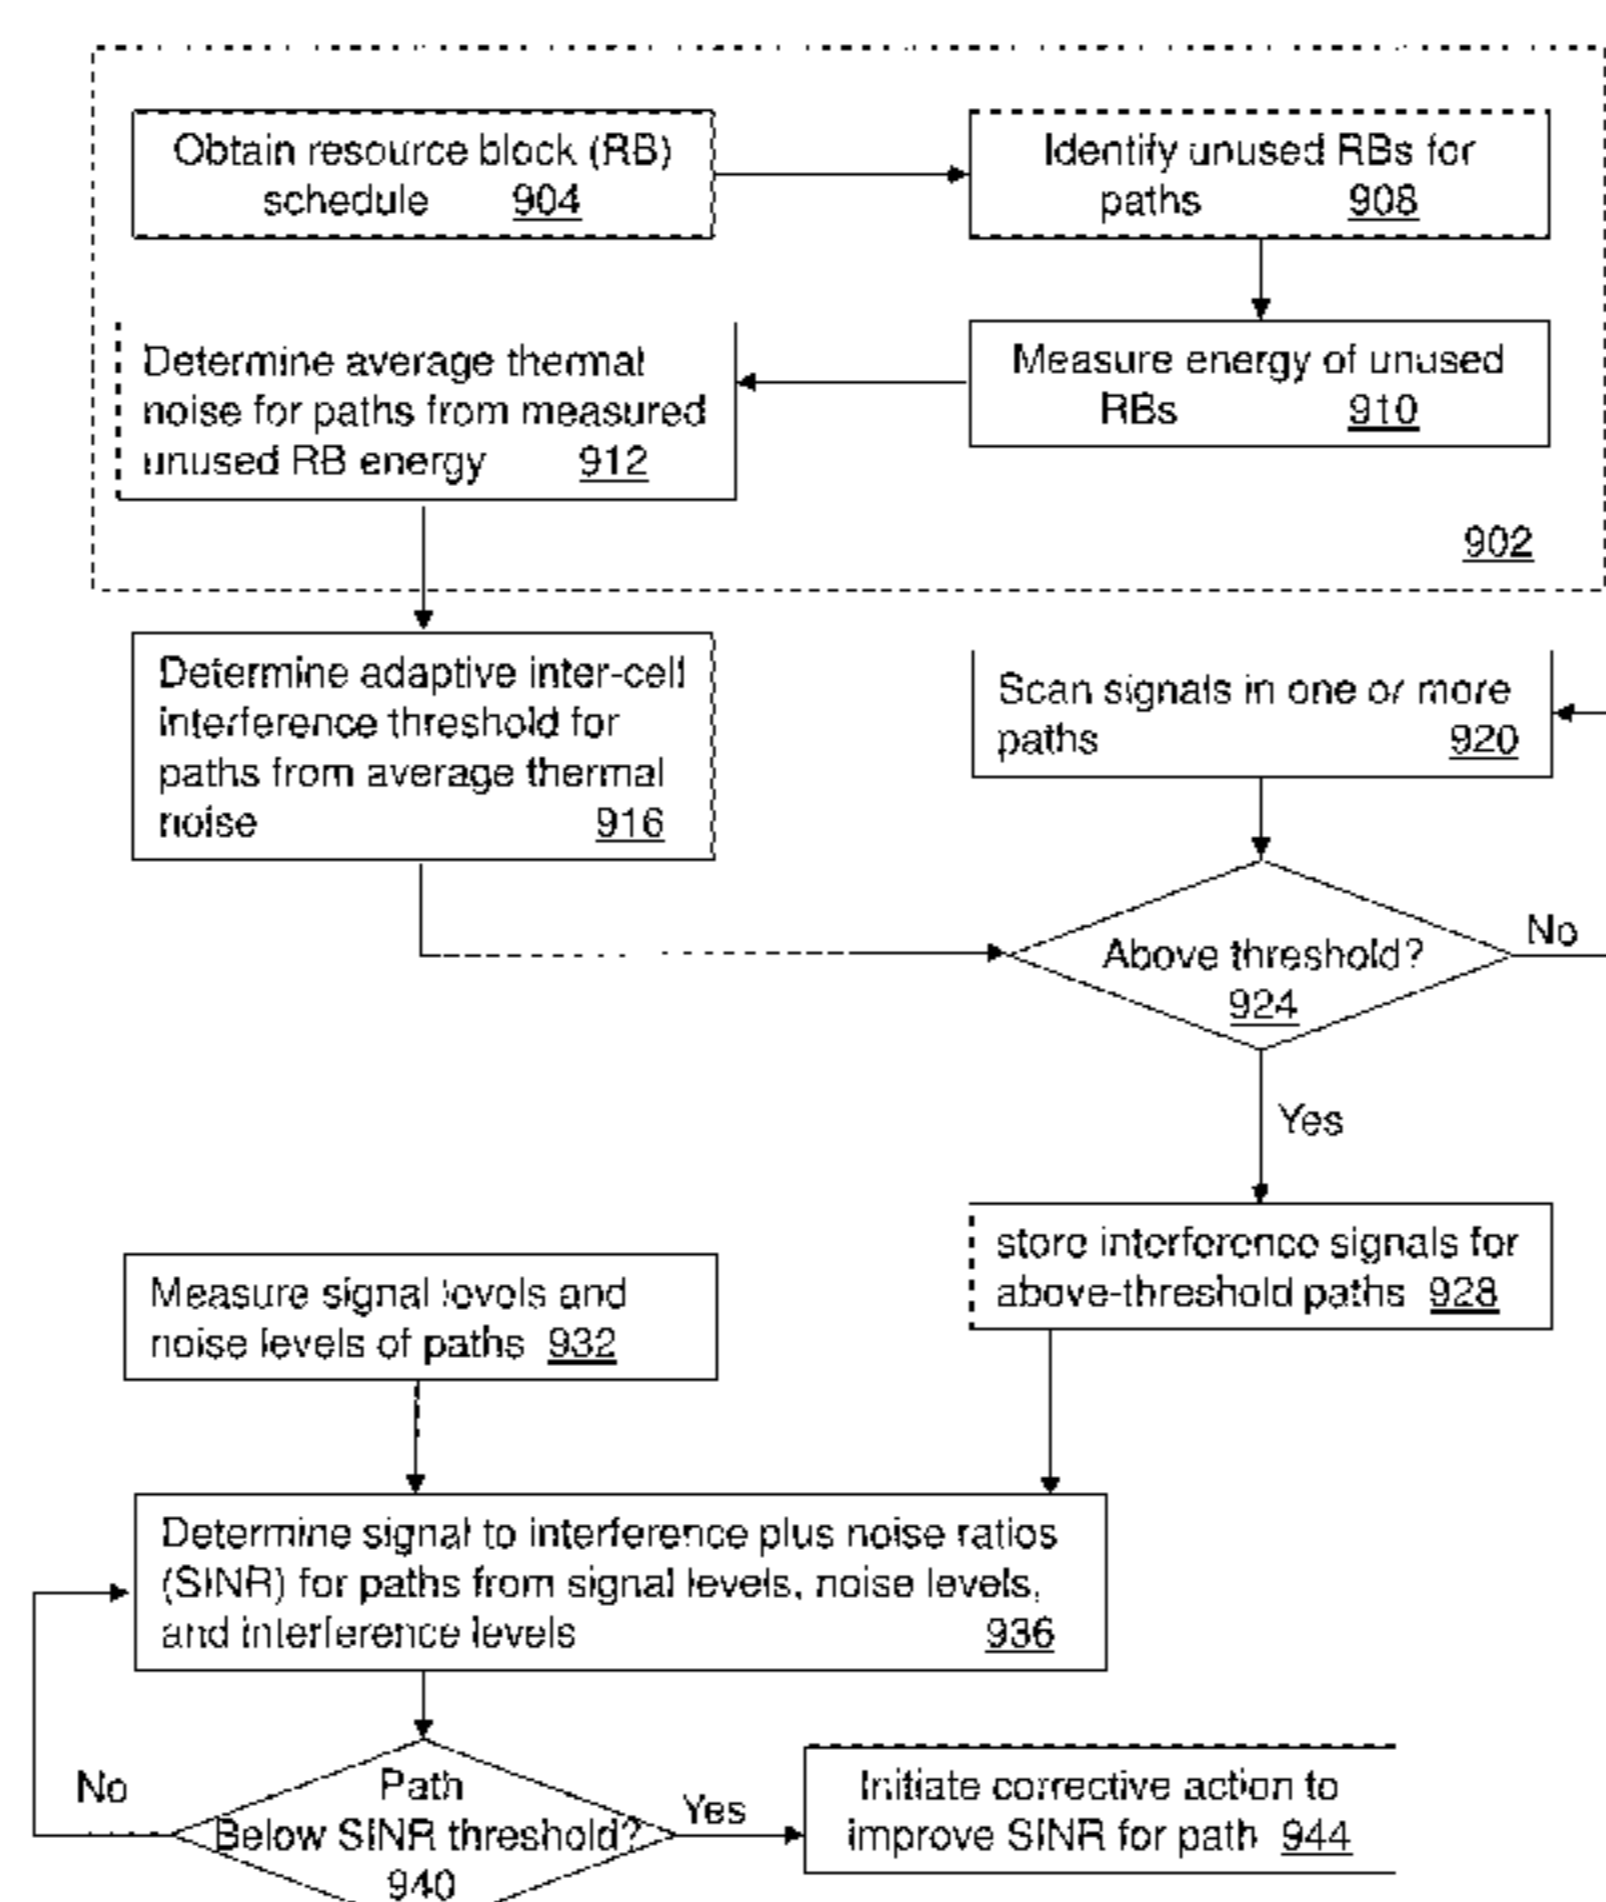 Obtain resource block (RB)
schedule 904
Identify unused RBs for
paths 908
Determine average thermal
noise for paths from measured
unused RB energy 912
Measure energy of unused
RBs 910
902
Determine adaptive inter-cell
interference threshold for
paths from average thermal
noise 916
Scan signals in one or more
paths 920
Above threshold?
924
No
Yes
store interference signals for
above-threshold paths 928
Measure signal levels and
noise levels of paths 932
Determine signal to interference plus noise ratios
(SINR) for paths from signal levels, noise levels,
and interference levels 936
No
Path
Below SINR threshold?
940
Yes
Initiate corrective action to
improve SINR for path 944